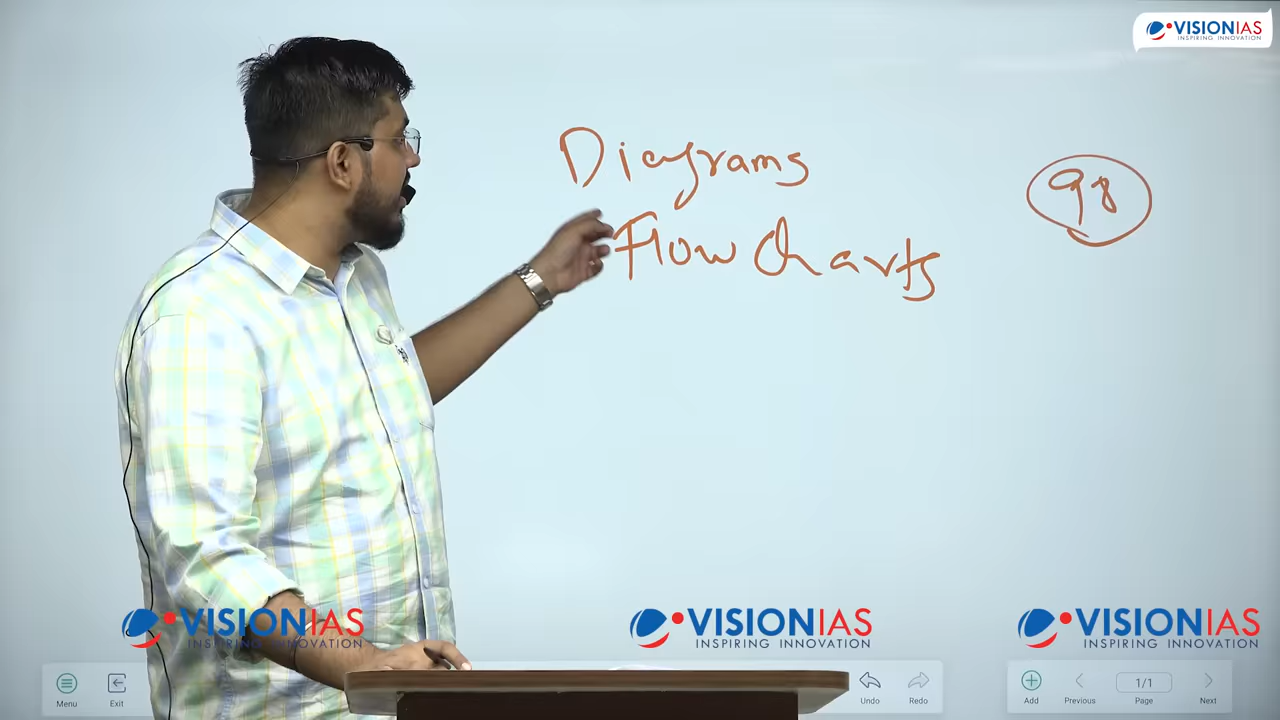 VISIONIAS
INSPIRING INNOVATION
Diagrams
98
Flow Charts
VISIONIAS
INSPIRING INNOVATION
VISIONIAS
INSPIRING INNOVATION
VISIONIAS
INSPIRING INNOVATION
Menu
Exit
Undo
Redo
Add
Previous
1/1
Page
Next